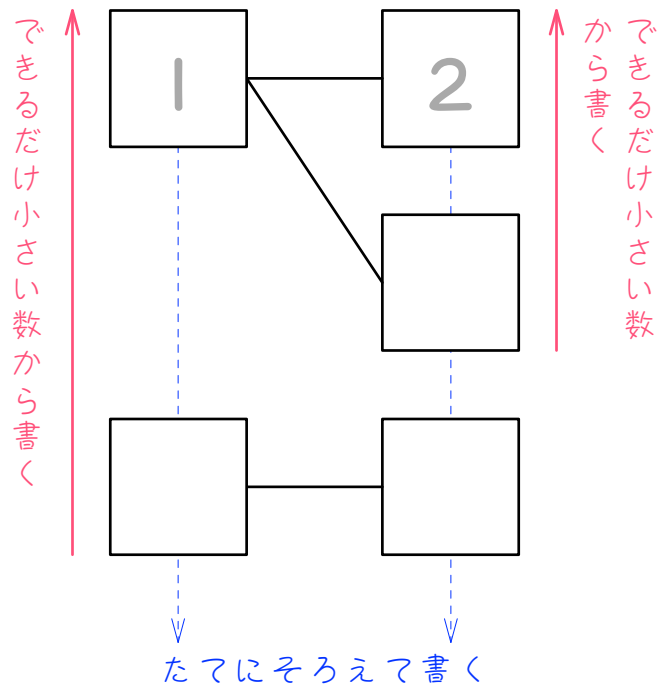 できるだけ小さい数から書く
1
2
できるだけ小さい数
から書く
たてにそろえて書く